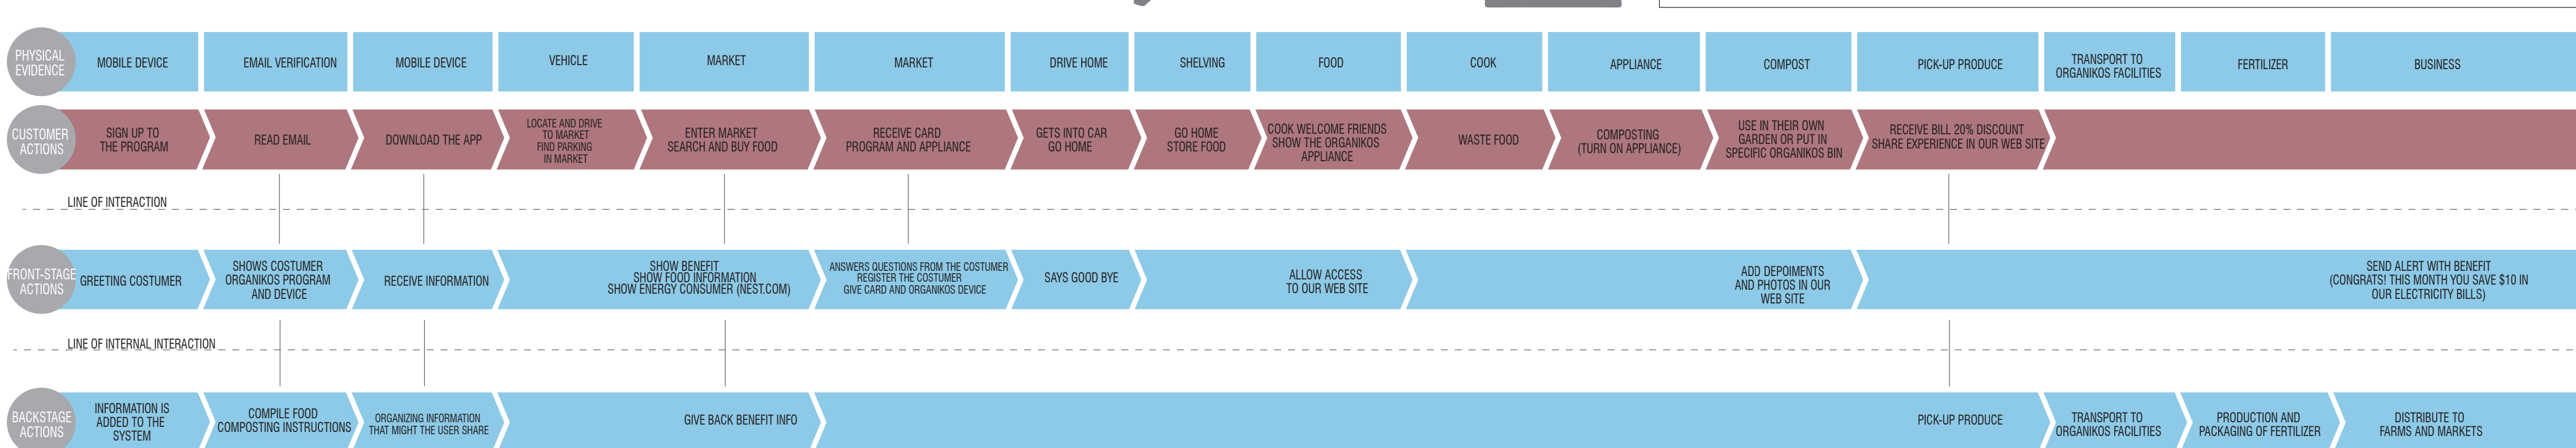 PHYSICAL
EVIDENCE
MOBILE DEVICE
EMAIL VERIFICATION
MOBILE DEVICE
VEHICLE
MARKET
MARKET
DRIVE HOME
SHELVING
FOOD
COOK
APPLIANCE
COMPOST
PICK-UP PRODUCE
TRANSPORT TO
ORGANIKOS FACILITIES
FERTILIZER
BUSINESS
CUSTOMER
ACTIONS
SIGN UP TO
THE PROGRAM
READ EMAIL
DOWNLOAD THE APP
LOCATE AND DRIVE
TO MARKET
FIND PARKING
IN MARKET
ENTER MARKET
SEARCH AND BUY FOOD
RECEIVE CARD
PROGRAM AND APPLIANCE
GETS INTO CAR
GO HOME
GO HOME
STORE FOOD
COOK WELCOME FRIENDS
SHOW THE ORGANIKOS
APPLIANCE
WASTE FOOD
COMPOSTING
(TURN ON APPLIANCE)
USE IN THEIR OWN
GARDEN OR PUT IN
SPECIFIC ORGANIKOS BIN
RECEIVE BILL 20% DISCOUNT
SHARE EXPERIENCE IN OUR WEB SITE
LINE OF INTERACTION
FRONT-STAGE
ACTIONS
GREETING COSTUMER
SHOWS COSTUMER
ORGANIKOS PROGRAM
AND DEVICE
RECEIVE INFORMATION
SHOW BENEFIT
SHOW FOOD INFORMATION
SHOW ENERGY CONSUMER (NEST.COM)
ANSWERS QUESTIONS FROM THE COSTUMER
REGISTER THE COSTUMER
GIVE CARD AND ORGANIKOS DEVICE
SAYS GOOD BYE
ALLOW ACCESS
TO OUR WEB SITE
ADD DEPOIMENTS
AND PHOTOS IN OUR
WEB SITE
SEND ALERT WITH BENEFIT
(CONGRATS! THIS MONTH YOU SAVE $10 IN
OUR ELECTRICITY BILLS)
LINE OF INTERNAL INTERACTION
BACKSTAGE
ACTIONS
INFORMATION IS
ADDED TO THE
SYSTEM
COMPILE FOOD
COMPOSTING INSTRUCTIONS
ORGANIZING INFORMATION
THAT MIGHT THE USER SHARE
GIVE BACK BENEFIT INFO
PICK-UP PRODUCE
TRANSPORT TO
ORGANIKOS FACILITIES
PRODUCTION AND
PACKAGING OF FERTILIZER
DISTRIBUTE TO
FARMS AND MARKETS